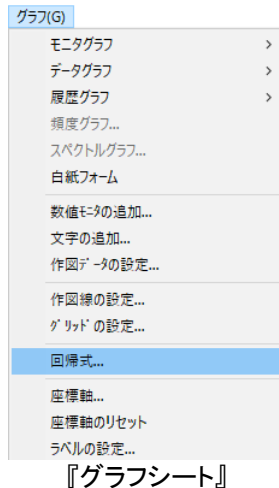 グラフ(G)
モニタグラフ >
データグラフ >
履歴グラフ >
頻度グラフ...
スペクトルグラフ...
白紙フォーム
数値ﾓﾆﾀの追加...
文字の追加...
作図ﾃﾞｰﾀの設定...
作図線の設定...
ｸﾞﾘｯﾄﾞの設定...
回帰式...
座標軸...
座標軸のリセット
ラベルの設定...
『グラフシート』